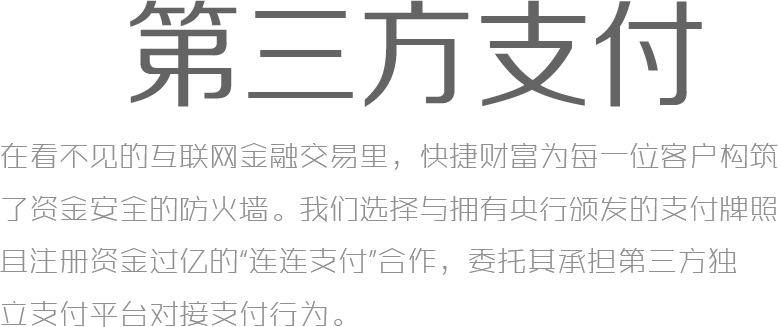 第三方支付
在看不见的互联网金融交易里，快捷财富为每一位客户构筑
了资金安全的防火墙。我们选择与拥有央行颁发的支付牌照
且注册资金过亿的“连连支付”合作，委托其承担第三方独
立支付平台对接支付行为。